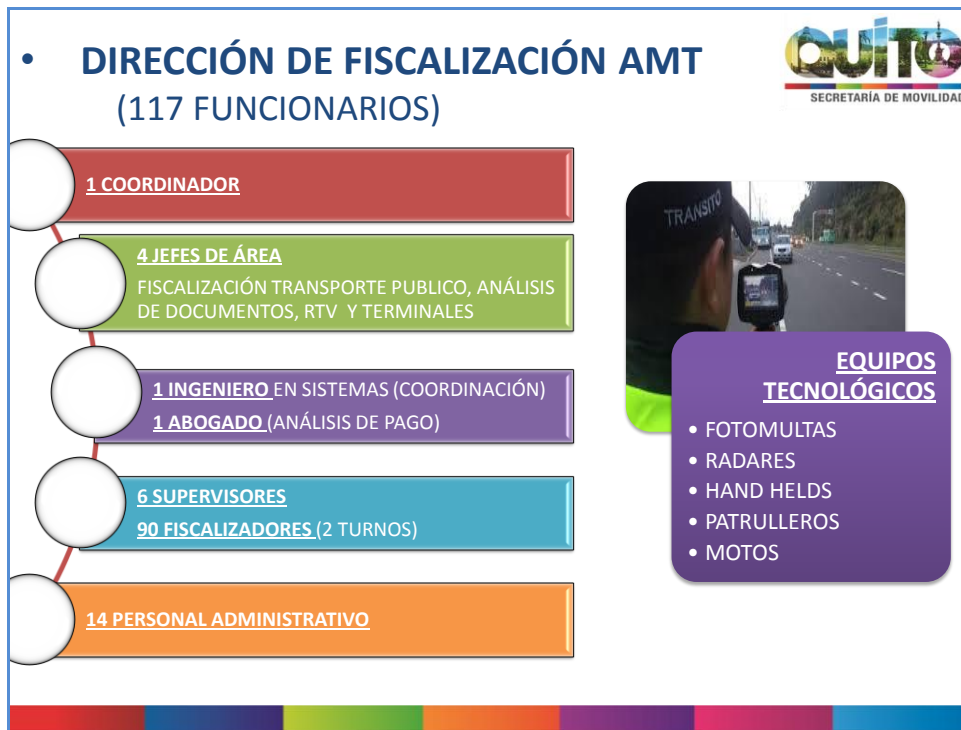 • DIRECCIÓN DE FISCALIZACIÓN AMT
(117 FUNCIONARIOS)
QUITO
SECRETARÍA DE MOVILIDAD
1 COORDINADOR
4 JEFES DE ÁREA
FISCALIZACIÓN TRANSPORTE PUBLICO, ANÁLISIS
DE DOCUMENTOS, RTV Y TERMINALES
1 INGENIERO EN SISTEMAS (COORDINACIÓN)
1 ABOGADO (ANÁLISIS DE PAGO)
6 SUPERVISORES
90 FISCALIZADORES (2 TURNOS)
14 PERSONAL ADMINISTRATIVO
TRANSITO
EQUIPOS
TECNOLÓGICOS
• FOTOMULTAS
• RADARES
• HAND HELDS
• PATRULLEROS
• MOTOS